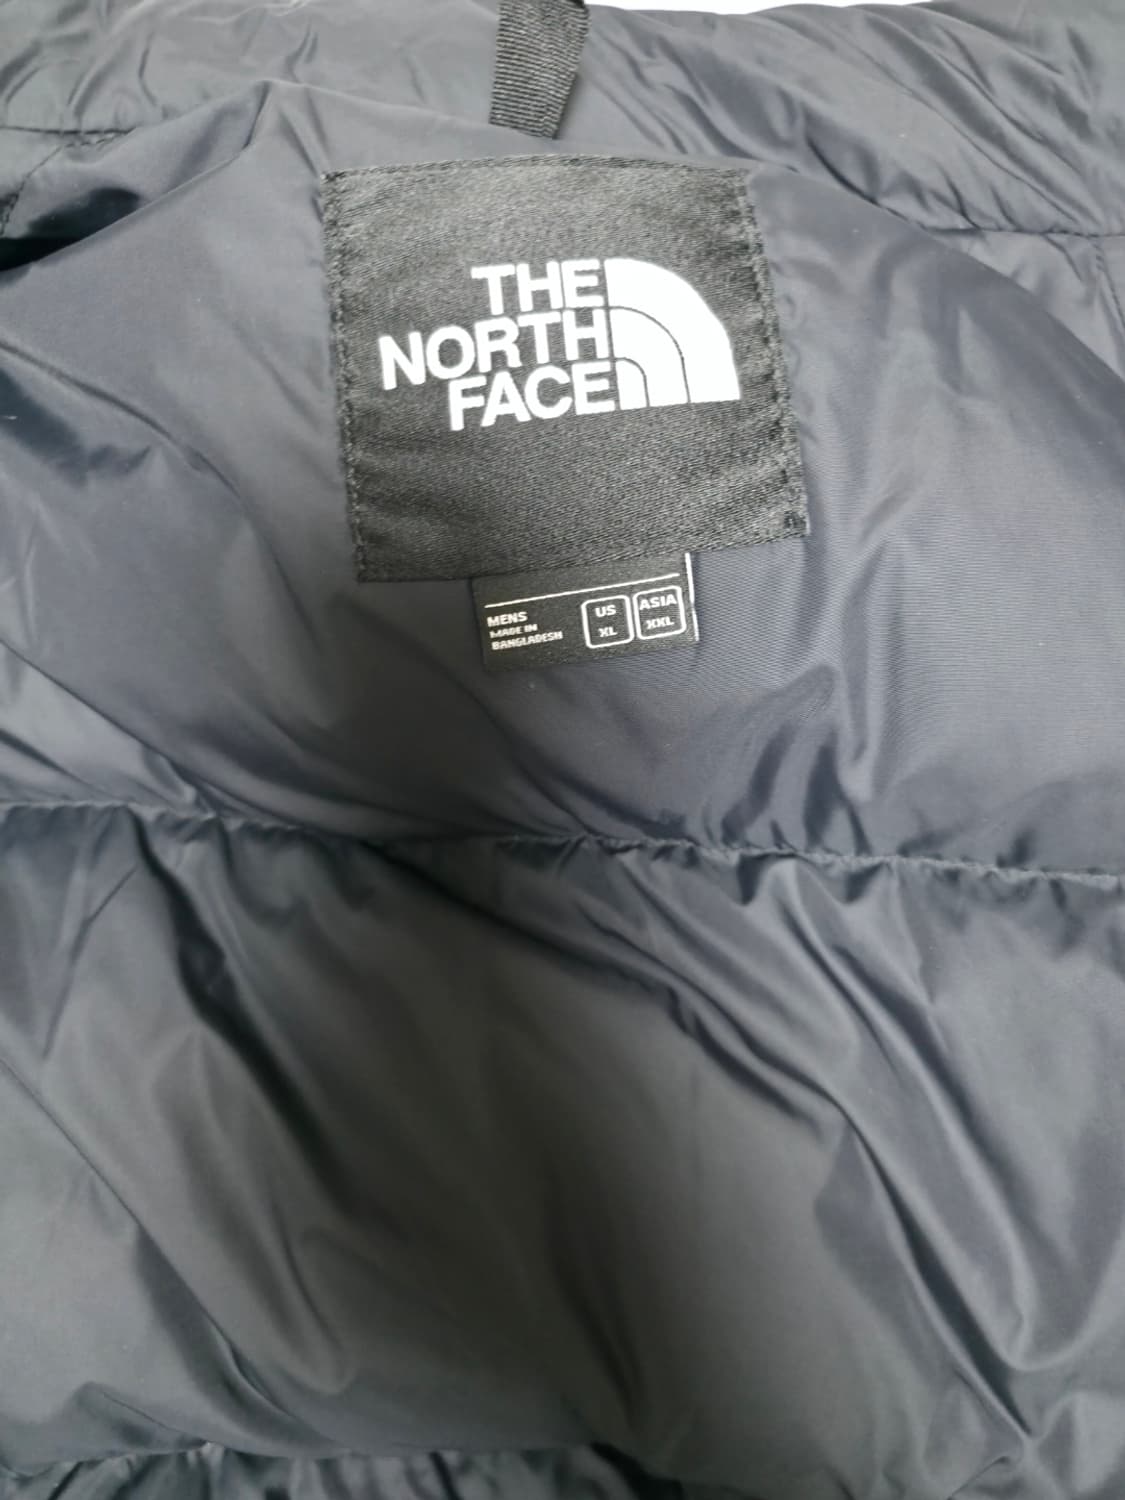 THE
NORTH
FACE
MENS
MADE IN
BANGLADESH
US
XL
ASIA
XXL